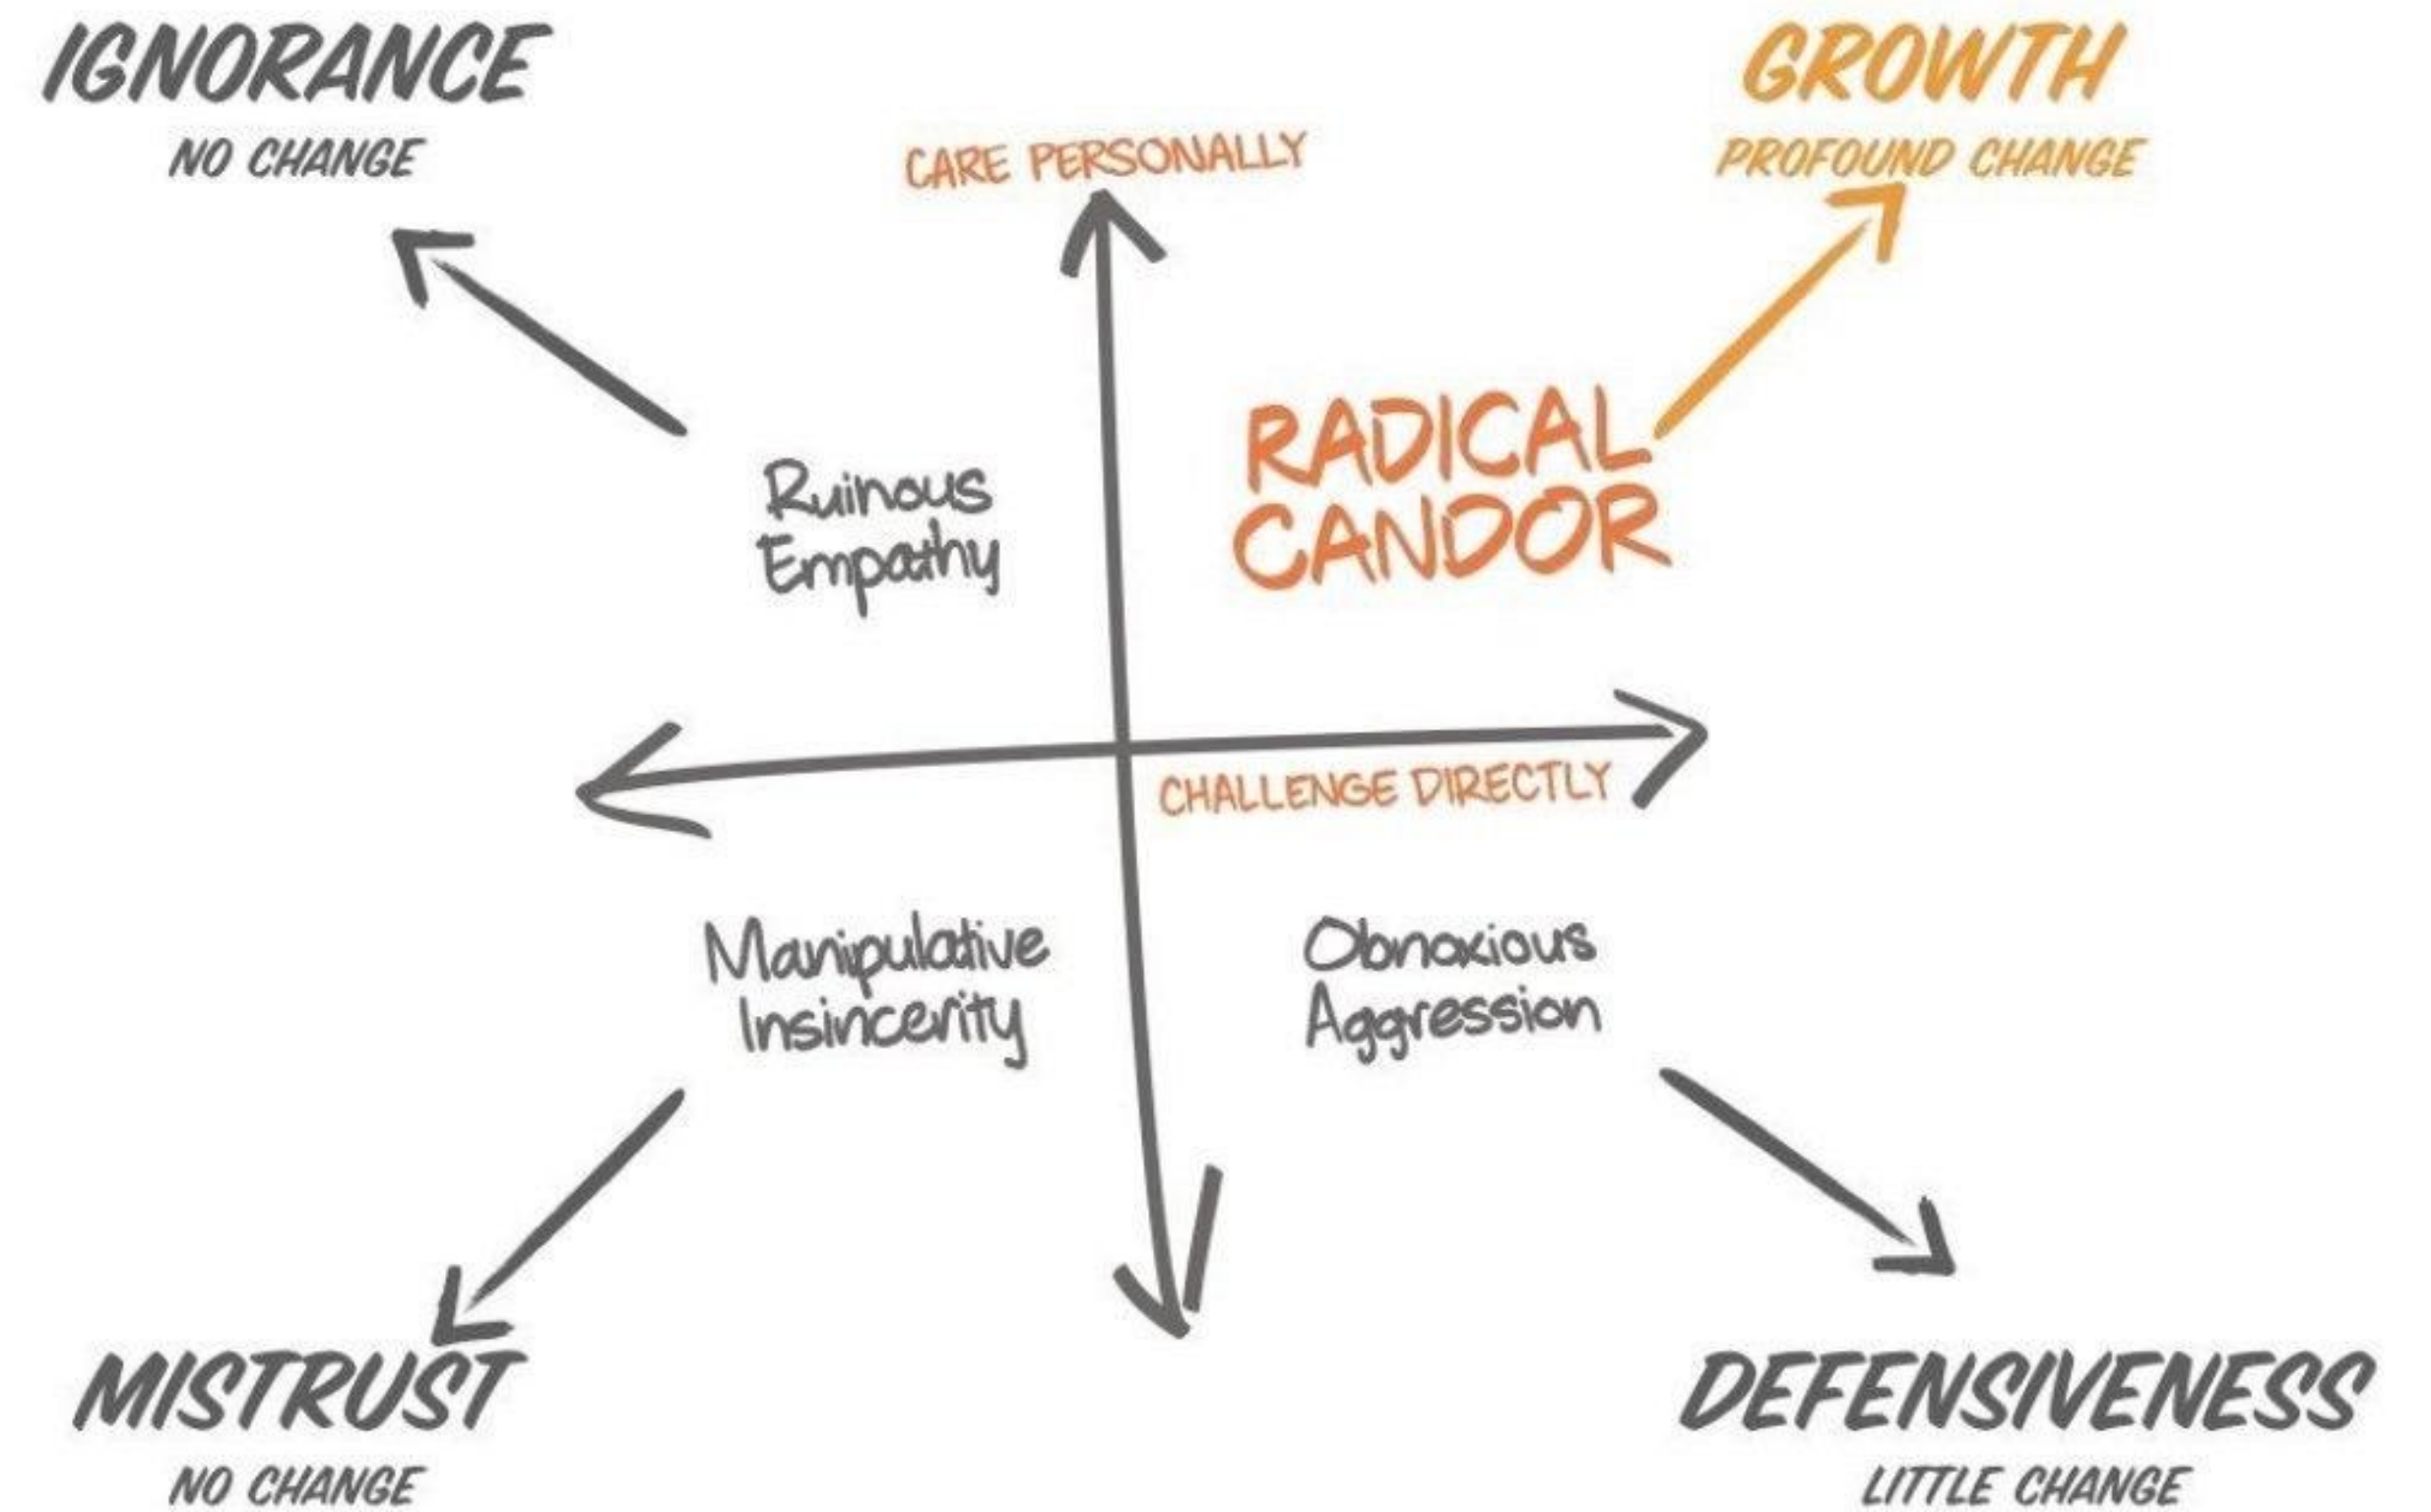 IGNORANCE
NO CHANGE
GROWTH
PROFOUND CHANGE
CARE PERSONALLY
RADICAL
CANDOR
Ruinous
Empathy
CHALLENGE DIRECTLY
Manipulative
Insincerity
Obnoxious
Aggression
MISTRUST
NO CHANGE
DEFENSIVENESS
LITTLE CHANGE